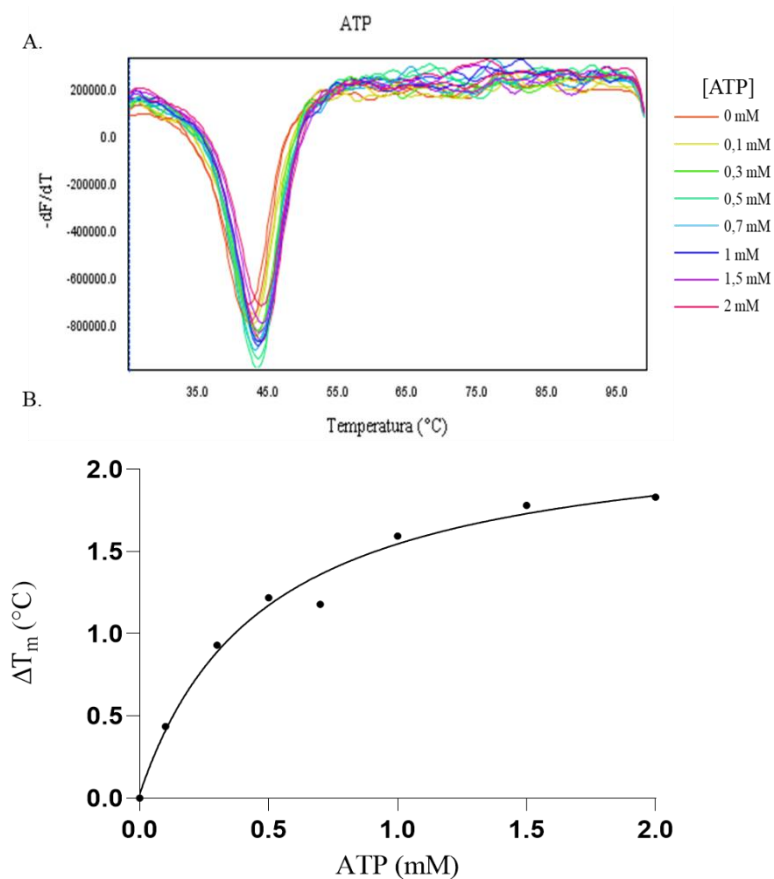 A.
ATP
200000.0
0.0
-200000.0
-400000.0
-600000.0
-800000.0
-dF/dT
35.0 45.0 55.0 65.0 75.0 85.0 95.0
Temperatura (°C)
[ATP]
0 mM
0,1 mM
0,3 mM
0,5 mM
0,7 mM
1 mM
1,5 mM
2 mM
B.
2.0
1.5
1.0
0.5
0.0
ΔTm (°C)
0.0 0.5 1.0 1.5 2.0
ATP (mM)